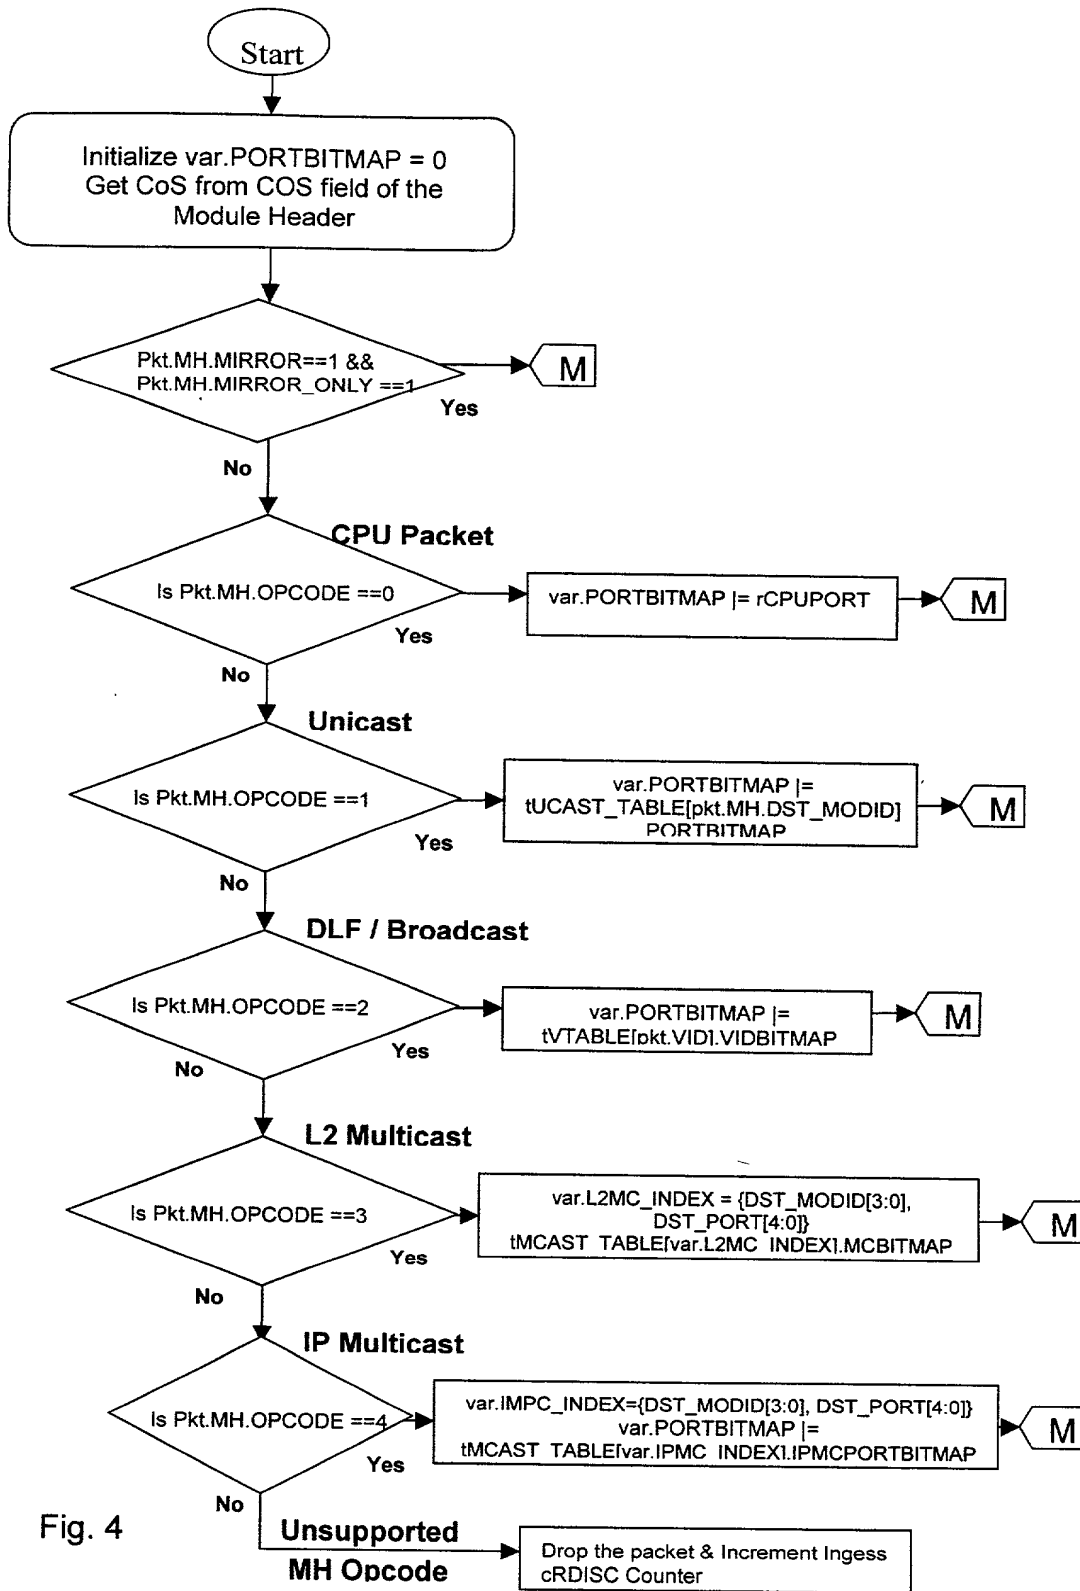 Start
Initialize var.PORTBITMAP = 0
Get CoS from COS field of the
Module Header
Pkt.MH.MIRROR==1 &&
Pkt.MH.MIRROR_ONLY ==1
M
Yes
No
CPU Packet
Is Pkt.MH.OPCODE ==0
var.PORTBITMAP |= rCPUPORT
M
Yes
No
Unicast
Is Pkt.MH.OPCODE ==1
var.PORTBITMAP |=
tUCAST_TABLE[pkt.MH.DST_MODID]
PORTBITMAP
M
Yes
No
DLF / Broadcast
Is Pkt.MH.OPCODE ==2
var.PORTBITMAP |=
tVTABLE[pkt.VID].VIDBITMAP
M
Yes
No
L2 Multicast
Is Pkt.MH.OPCODE ==3
var.L2MC_INDEX = {DST_MODID[3:0],
DST_PORT[4:0]}
tMCAST_TABLE[var.L2MC_INDEX].MCBITMAP
M
Yes
No
IP Multicast
Is Pkt.MH.OPCODE ==4
var.IMPC_INDEX={DST_MODID[3:0], DST_PORT[4:0]}
var.PORTBITMAP |=
tMCAST_TABLE[var.IPMC_INDEX].IPMCPORTBITMAP
M
Yes
No
Fig. 4
Unsupported
MH Opcode
Drop the packet & Increment Ingess
cRDISC Counter